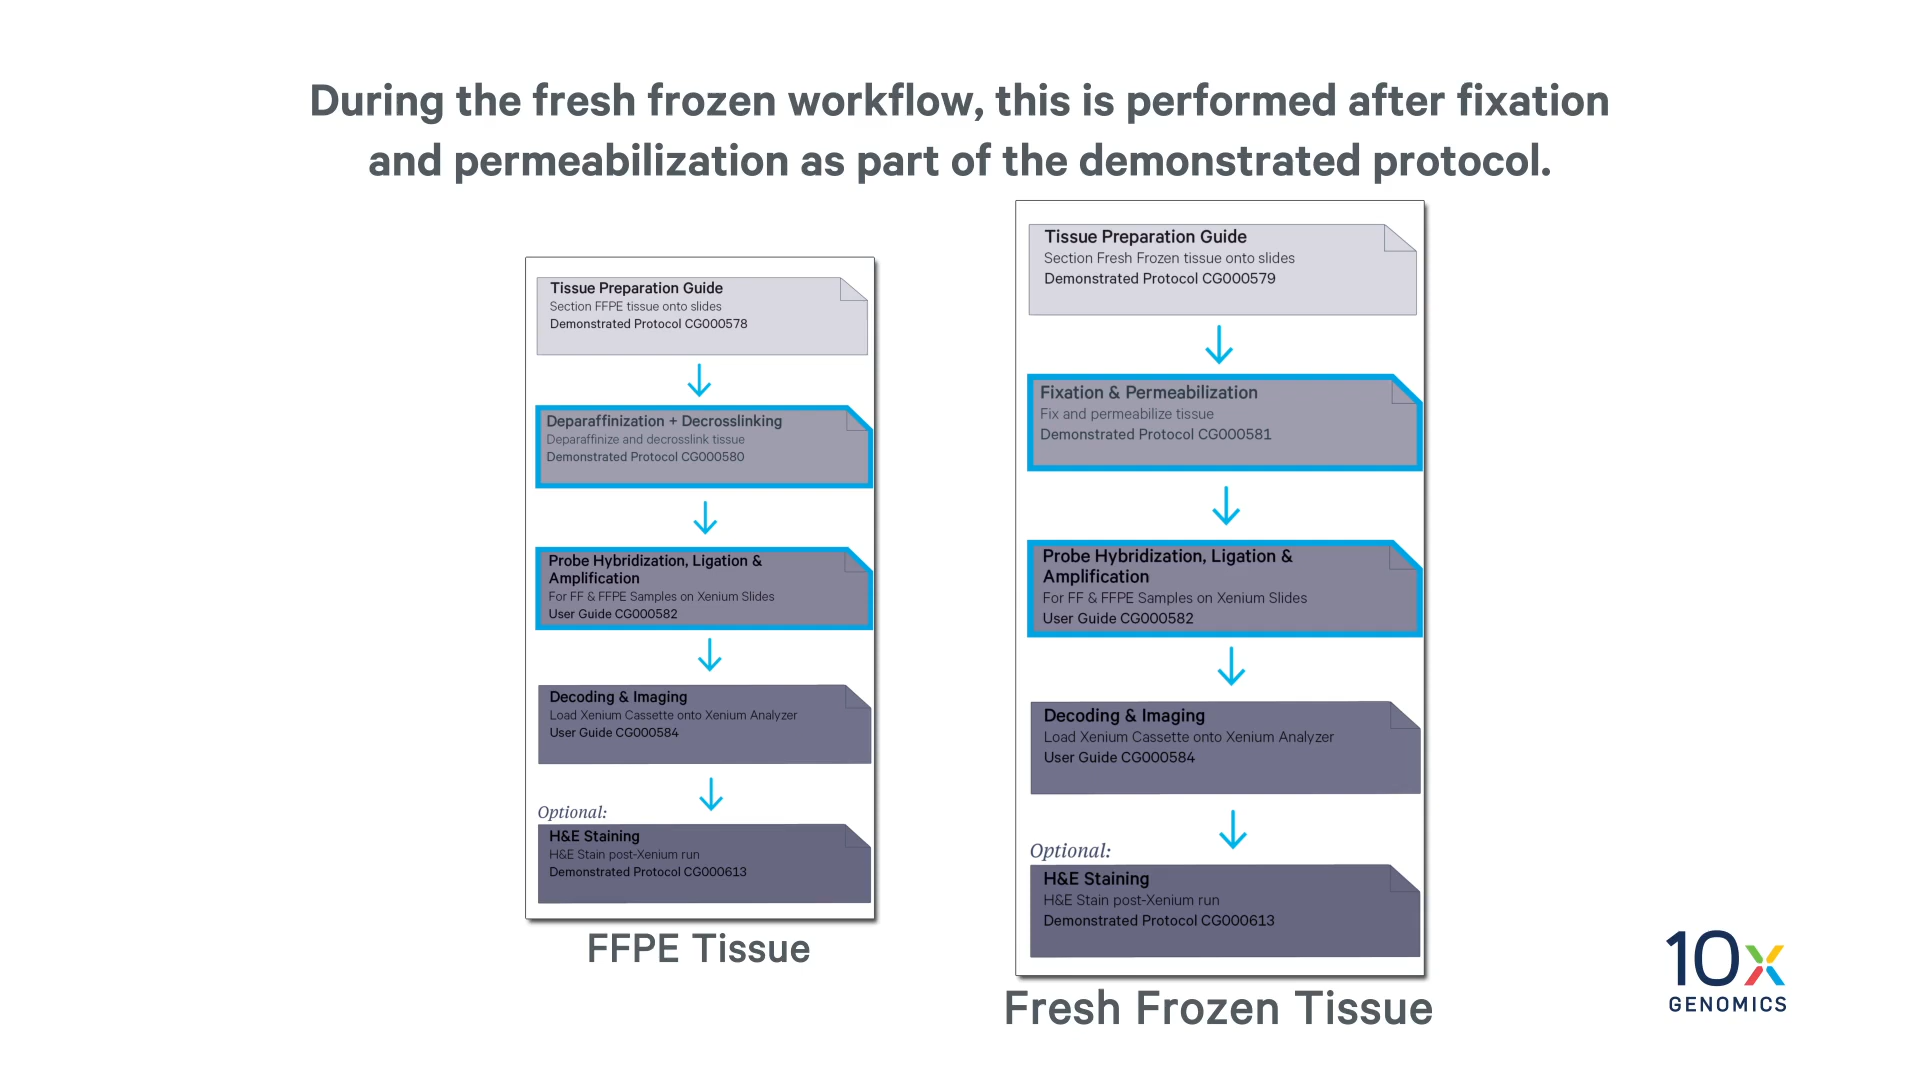 During the fresh frozen workflow, this is performed after fixation
and permeabilization as part of the demonstrated protocol.
Tissue Preparation Guide
Section FFPE tissue onto slides
Demonstrated Protocol CG000578
Deparaffinization + Decrosslinking
Deparaffinize and decrosslink tissue
Demonstrated Protocol CG000580
Probe Hybridization, Ligation &
Amplification
For FF & FFPE Samples on Xenium Slides
User Guide CG000582
Decoding & Imaging
Load Xenium Cassette onto Xenium Analyzer
User Guide CG000584
Optional:
H&E Staining
H&E Stain post-Xenium run
Demonstrated Protocol CG000613
FFPE Tissue
Tissue Preparation Guide
Section Fresh Frozen tissue onto slides
Demonstrated Protocol CG000579
Fixation & Permeabilization
Fix and permeabilize tissue
Demonstrated Protocol CG000581
Probe Hybridization, Ligation &
Amplification
For FF & FFPE Samples on Xenium Slides
User Guide CG000582
Decoding & Imaging
Load Xenium Cassette onto Xenium Analyzer
User Guide CG000584
Optional:
H&E Staining
H&E Stain post-Xenium run
Demonstrated Protocol CG000613
Fresh Frozen Tissue
10x
GENOMICS